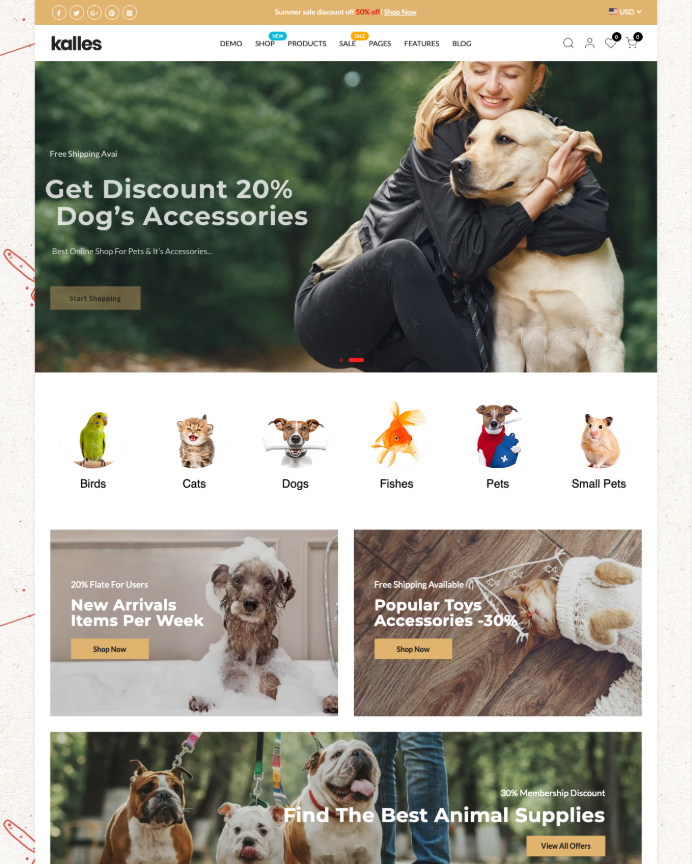 Summer sale discount off 50% off! Shop Now
USD
kalles
DEMO SHOP NEW PRODUCTS SALE SALE PAGES FEATURES BLOG
0 0
Free Shipping Avai
Get Discount 20%
Dog's Accessories
Best Online Shop For Pets & It's Accessories...
Start Shopping
Birds Cats Dogs Fishes Pets Small Pets
20% Flate For Users
New Arrivals
Items Per Week
Shop Now
Free Shipping Available
Popular Toys
Accessories -30%
Shop Now
30% Membership Discount
Find The Best Animal Supplies
View All Offers